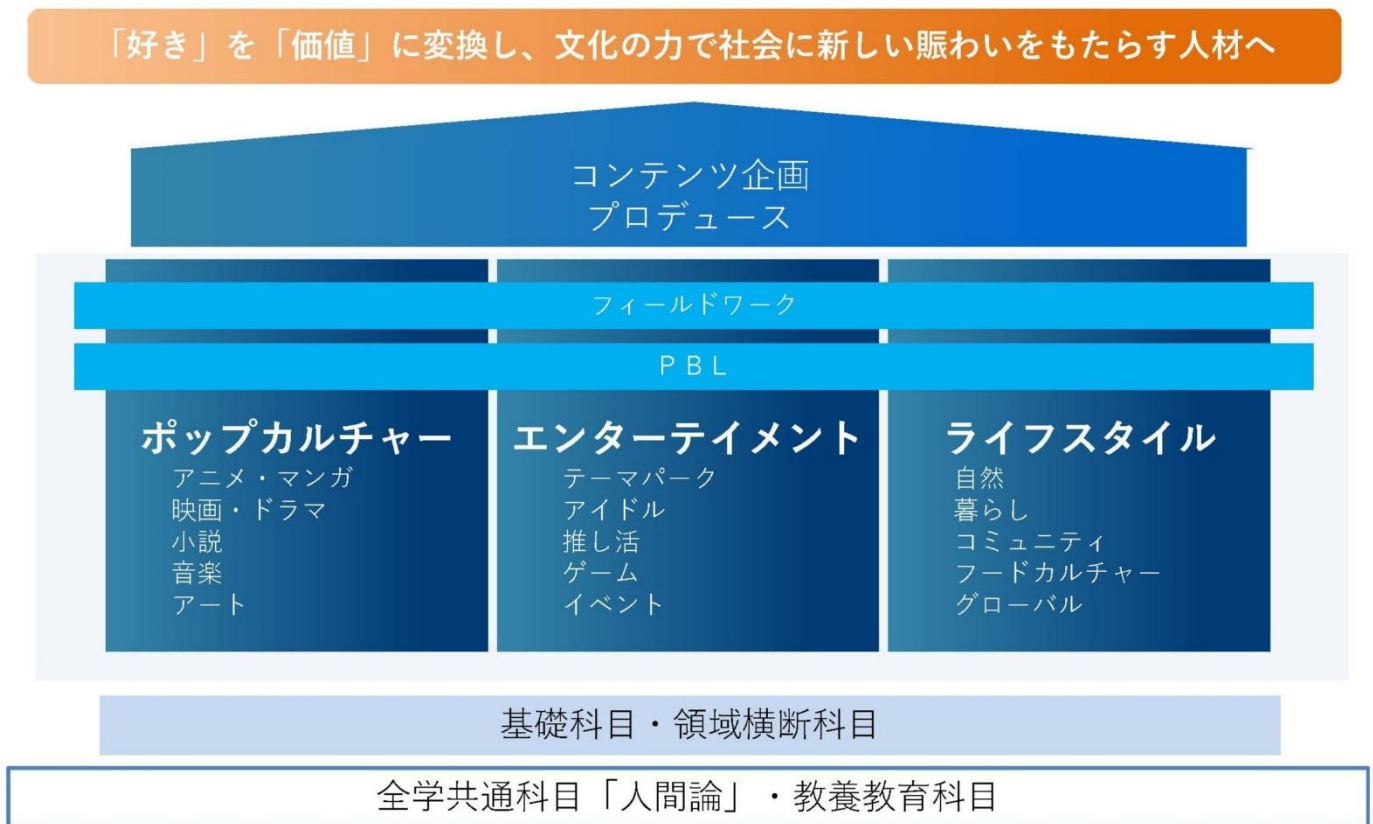 「好き」を「価値」に変換し、文化の力で社会に新しい賑わいをもたらす人材へ
コンテンツ企画
プロデュース
フィールドワーク
ＰＢＬ
ポップカルチャー
アニメ・マンガ
映画・ドラマ
小説
音楽
アート
エンターテイメント
テーマパーク
アイドル
推し活
ゲーム
イベント
ライフスタイル
自然
暮らし
コミュニティ
フードカルチャー
グローバル
基礎科目・領域横断科目
全学共通科目「人間論」・教養教育科目